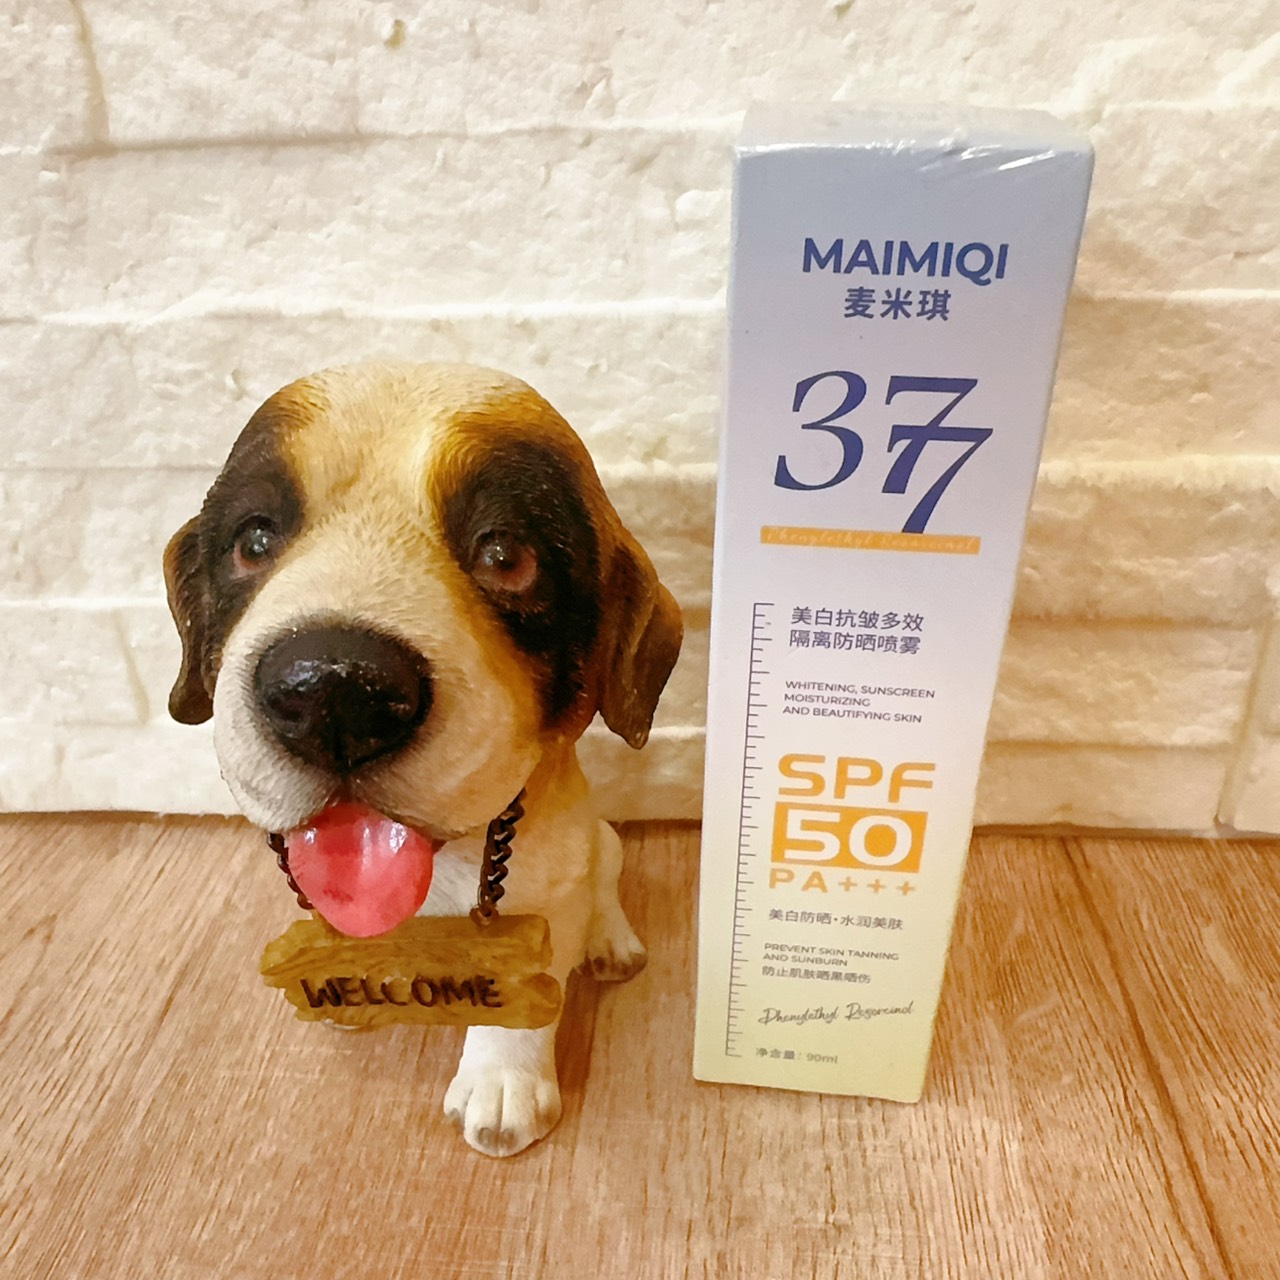 WELCOME
MAIMIQI
麦米琪
377
Phenylethyl Resorcinol
美白抗皱多效
隔离防晒喷雾
WHITENING, SUNSCREEN
MOISTURIZING
AND BEAUTIFYING SKIN
SPF
50
PA+++
美白防晒·水润美肤
PREVENT SKIN TANNING
AND SUNBURN
防止肌肤晒黑晒伤
Phenylethyl Resorcinol
净含量：90ml